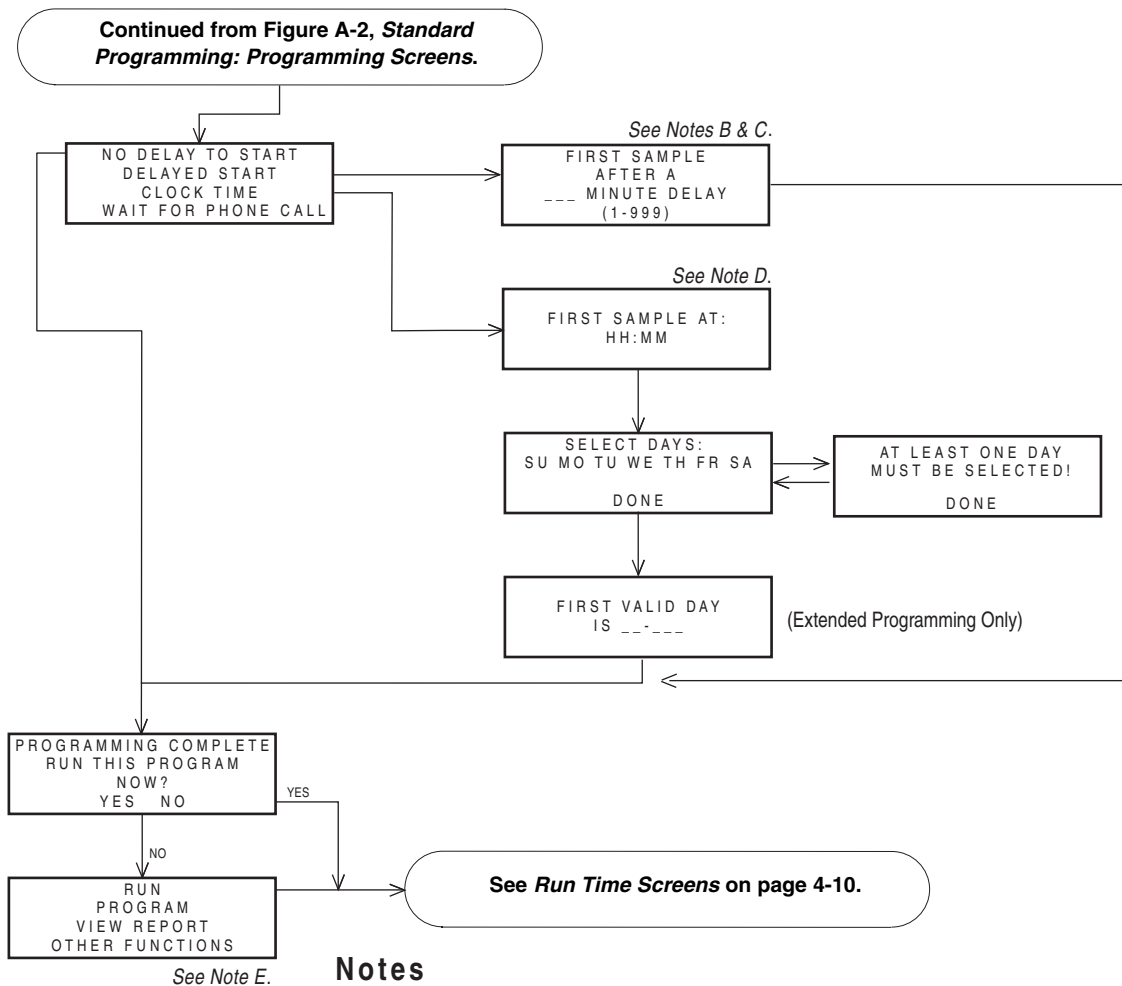 Continued from Figure A-2, Standard
Programming: Programming Screens.
NO DELAY TO START
DELAYED START
CLOCK TIME
WAIT FOR PHONE CALL
See Notes B & C.
FIRST SAMPLE
AFTER A
___ MINUTE DELAY
(1-999)
See Note D.
FIRST SAMPLE AT:
HH:MM
SELECT DAYS:
SU MO TU WE TH FR SA
DONE
AT LEAST ONE DAY
MUST BE SELECTED!
DONE
FIRST VALID DAY
IS __-___
(Extended Programming Only)
PROGRAMMING COMPLETE
RUN THIS PROGRAM
NOW?
YES NO
YES
NO
RUN
PROGRAM
VIEW REPORT
OTHER FUNCTIONS
See Run Time Screens on page 4-10.
See Note E.
Notes